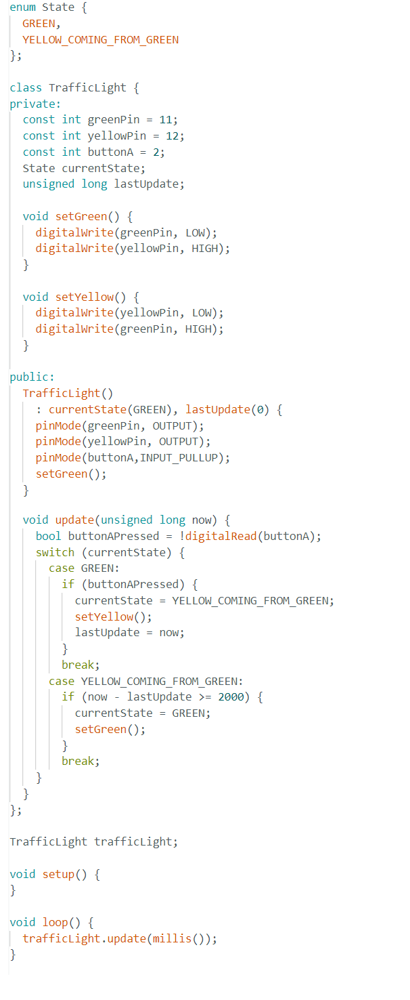 enum State {
  GREEN,
  YELLOW_COMING_FROM_GREEN
};

class TrafficLight {
private:
  const int greenPin = 11;
  const int yellowPin = 12;
  const int buttonA = 2;
  State currentState;
  unsigned long lastUpdate;

  void setGreen() {
    digitalWrite(greenPin, LOW);
    digitalWrite(yellowPin, HIGH);
  }

  void setYellow() {
    digitalWrite(yellowPin, LOW);
    digitalWrite(greenPin, HIGH);
  }

public:
  TrafficLight()
    : currentState(GREEN), lastUpdate(0) {
    pinMode(greenPin, OUTPUT);
    pinMode(yellowPin, OUTPUT);
    pinMode(buttonA,INPUT_PULLUP);
    setGreen();
  }

  void update(unsigned long now) {
    bool buttonAPressed = !digitalRead(buttonA);
    switch (currentState) {
      case GREEN:
        if (buttonAPressed) {
          currentState = YELLOW_COMING_FROM_GREEN;
          setYellow();
          lastUpdate = now;
        }
        break;
      case YELLOW_COMING_FROM_GREEN:
        if (now - lastUpdate >= 2000) {
          currentState = GREEN;
          setGreen();
        }
        break;
    }
  }
};

TrafficLight trafficLight;

void setup() {
}

void loop() {
  trafficLight.update(millis());
}